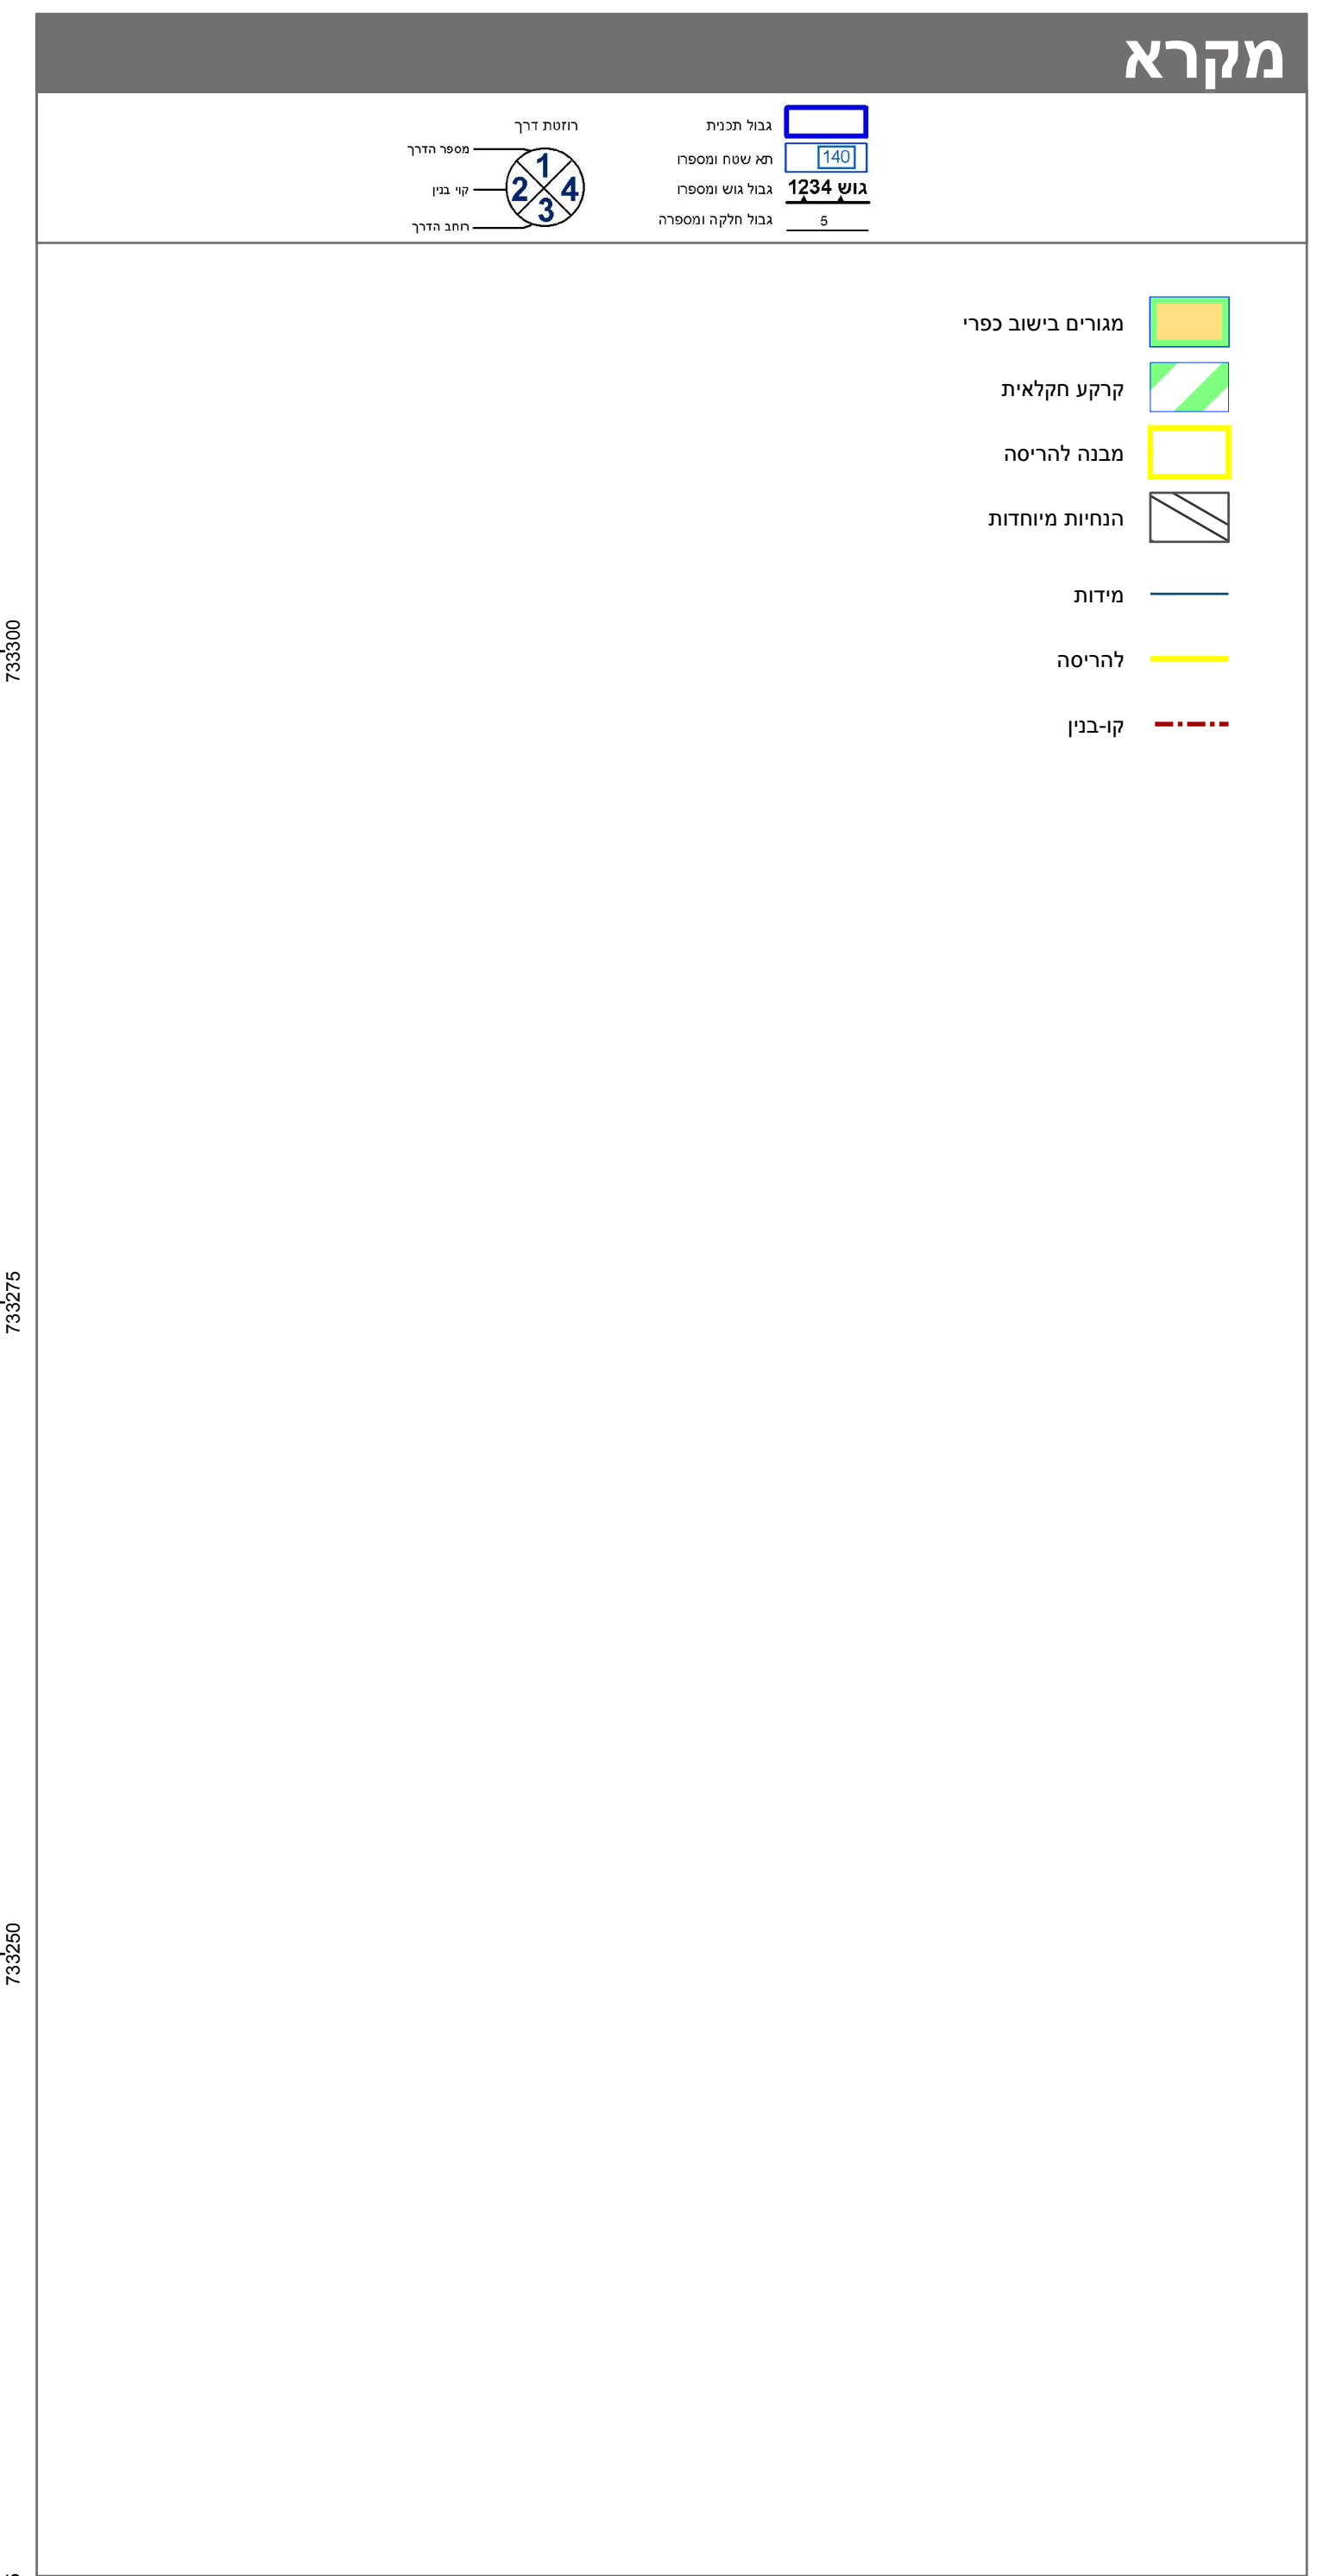 מקרא
גבול תכנית
140
תא שטח ומספרו
גוש 1234
גבול גוש ומספרו
5
גבול חלקה ומספרה
רוזטת דרך
מספר הדרך
קוי בנין
רוחב הדרך
1
2
4
3
מגורים בישוב כפרי
קרקע חקלאית
מבנה להריסה
הנחיות מיוחדות
מידות
להריסה
קו-בנין
733300
733275
733250